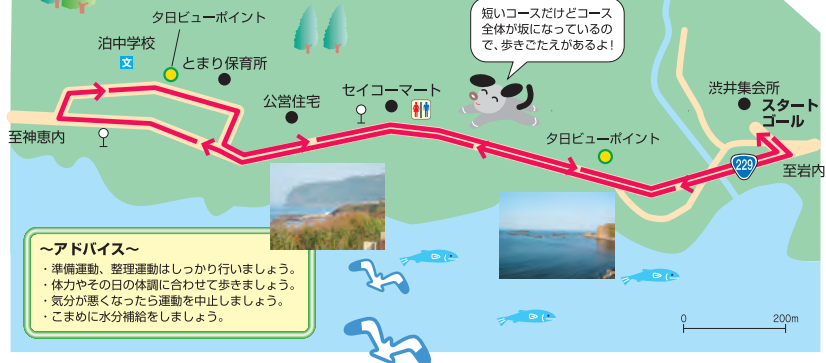 夕日ビューポイント
泊中学校
文
とまり保育所
公営住宅
セイコーマート
短いコースだけどコース
全体が坂になっているの
で、歩きごたえがあるよ！
渋井集会所
スタート
ゴール
夕日ビューポイント
至神恵内
229
至岩内
～アドバイス～
・準備運動、整理運動はしっかり行いましょう。
・体力やその日の体調に合わせて歩きましょう。
・気分が悪くなったら運動を中止しましょう。
・こまめに水分補給をしましょう。
0 200m